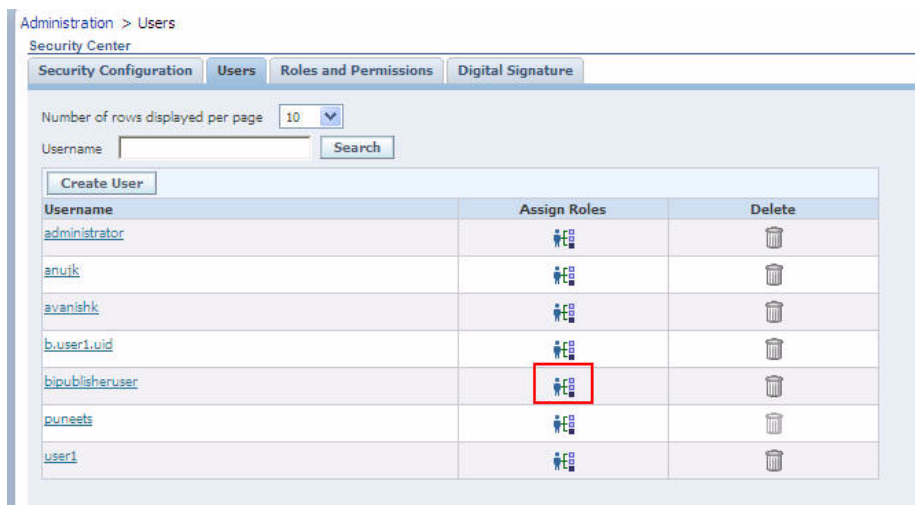 Administration > Users
Security Center
Security Configuration Users Roles and Permissions Digital Signature
Number of rows displayed per page 10
Username Search
Create User
Username Assign Roles Delete
administrator
anujk
avanishk
b.user1.uid
bipublisheruser
puneets
user1